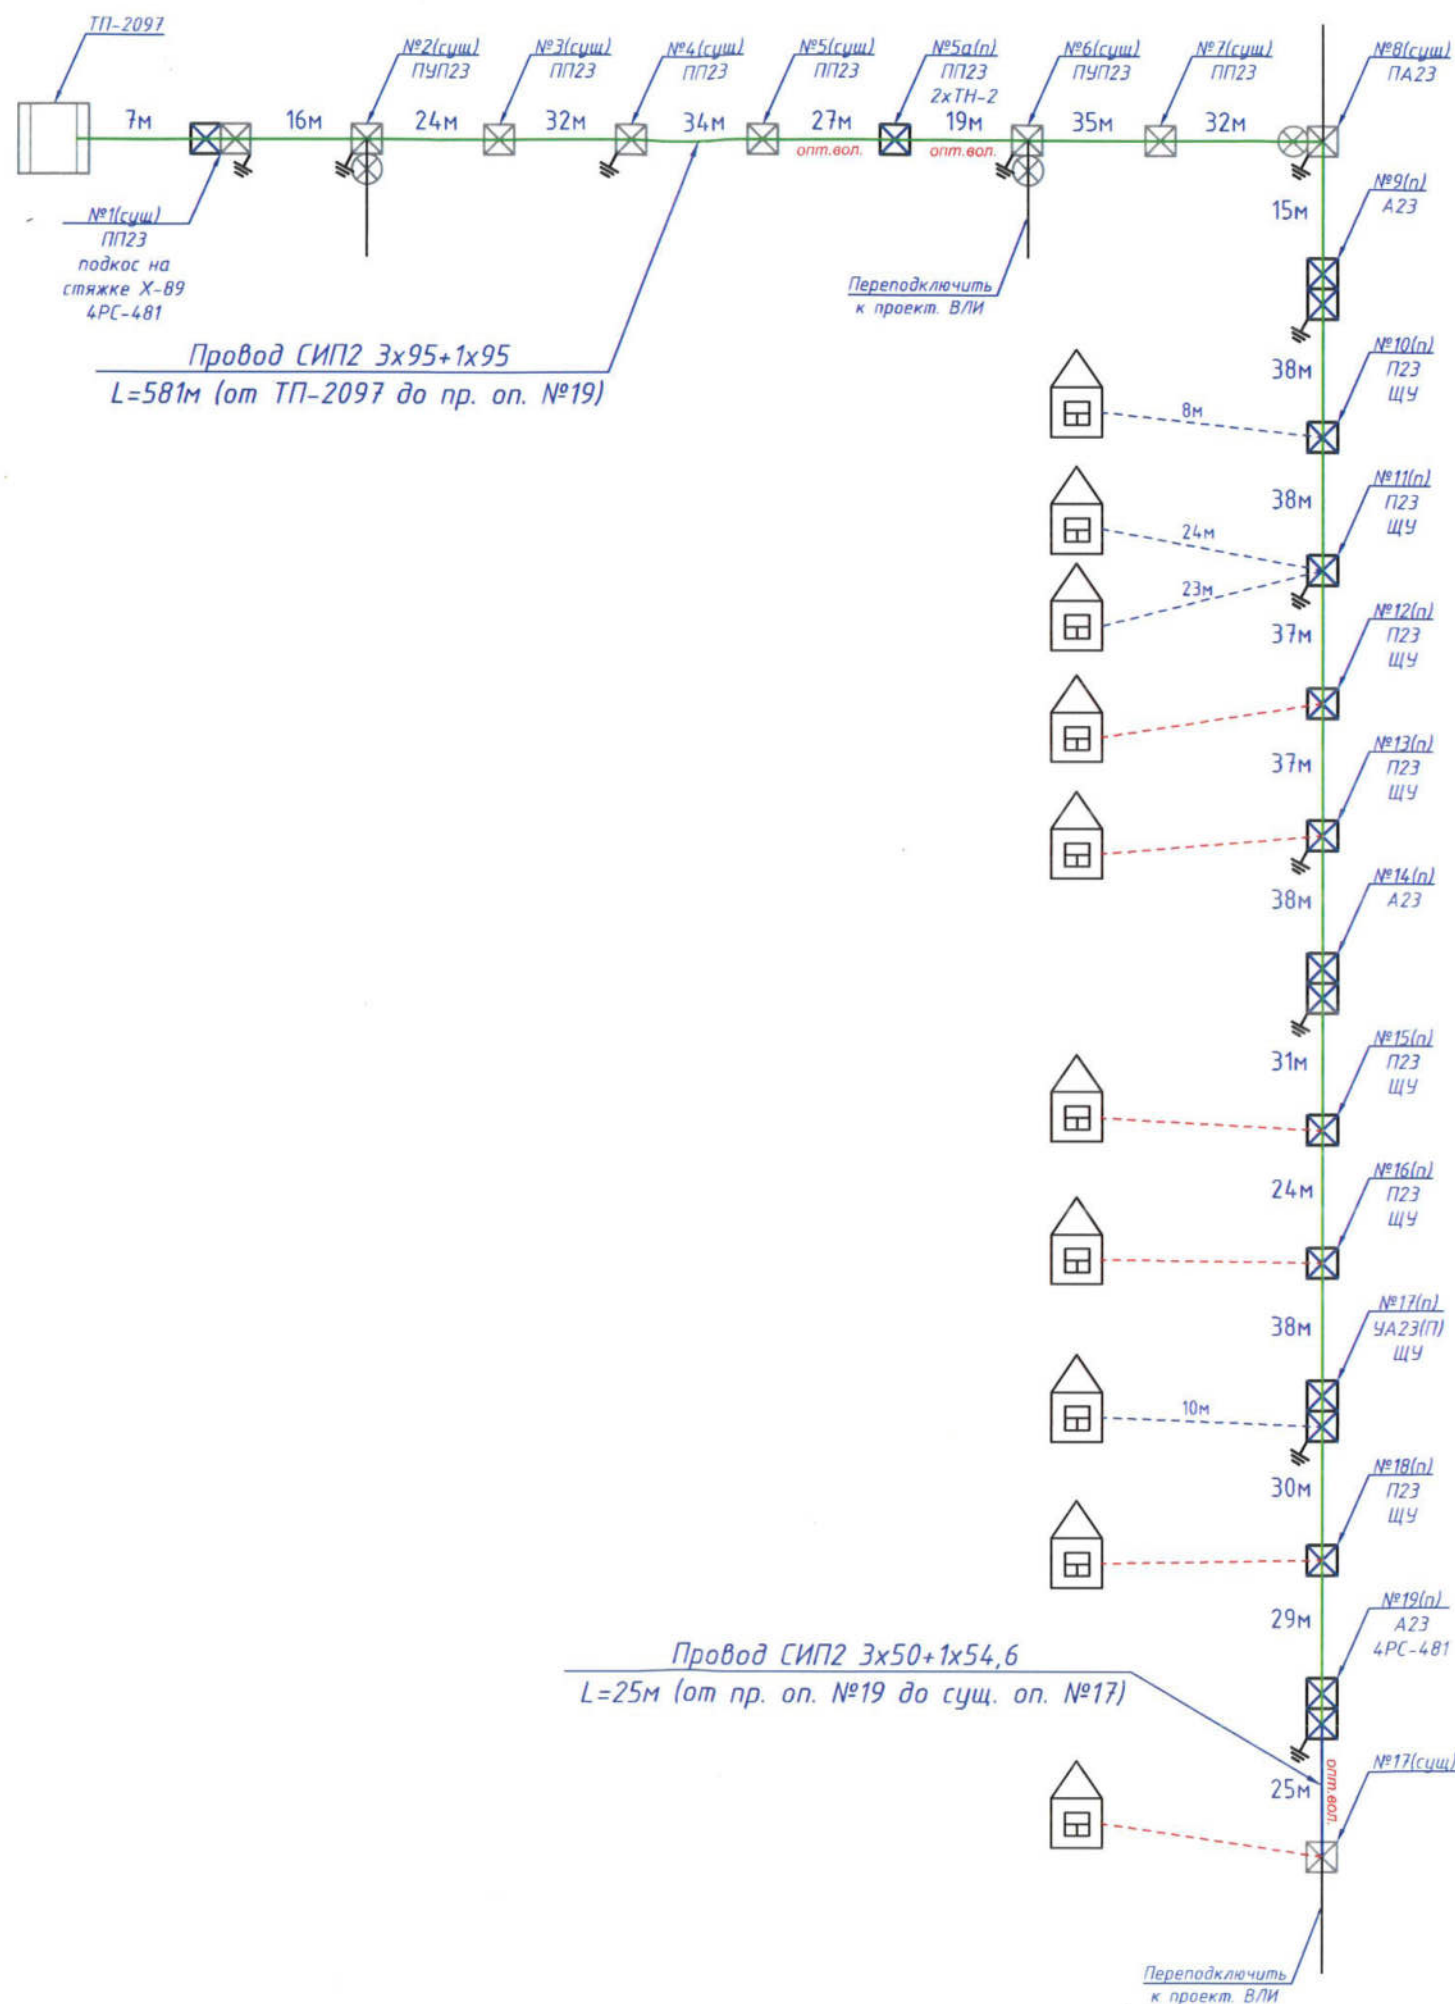 ТП-2097
№2(сущ)
ПУП23
№3(сущ)
ПП23
№4(сущ)
ПП23
№5(сущ)
ПП23
№5а(п)
ПП23
2хТН-2
№6(сущ)
ПУП23
№7(сущ)
ПП23
№8(сущ)
ПА23
7м
16м
24м
32м
34м
27м
19м
35м
32м
опт.вол.
опт.вол.
№1(сущ)
ПП23
подкос на
стяжке Х-89
4РС-481
Переподключить
к проект. ВЛИ
Провод СИП2 3х95+1х95
L=581м (от ТП-2097 до пр. оп. №19)
15м
№9(п)
А23
38м
№10(п)
П23
ЩУ
8м
38м
№11(п)
П23
ЩУ
24м
23м
37м
№12(п)
П23
ЩУ
37м
№13(п)
П23
ЩУ
38м
№14(п)
А23
31м
№15(п)
П23
ЩУ
24м
№16(п)
П23
ЩУ
38м
№17(п)
УА23(П)
ЩУ
10м
30м
№18(п)
П23
ЩУ
29м
№19(п)
А23
4РС-481
Провод СИП2 3х50+1х54,6
L=25м (от пр. оп. №19 до сущ. оп. №17)
25м
опт.вол.
№17(сущ)
Переподключить
к проект. ВЛИ